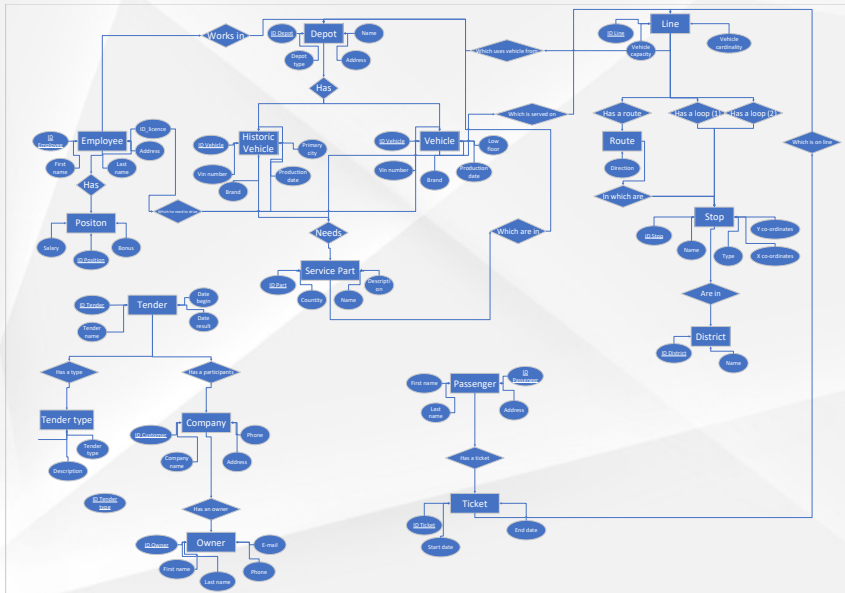 Works in
ID Depot
Depot
Name
Depot type
Address
Has
Which uses vehicle from
ID Line
Line
Vehicle capacity
Vehicle cardinality
Which is served on
Has a route
Has a loop (1)
Has a loop (2)
Which is on line
ID Employee
Employee
ID_licence
Address
First name
Last name
Has
ID Vehicle
Historic Vehicle
Primary city
Vin number
Brand
Production date
ID Vehicle
Vehicle
Low floor
Vin number
Brand
Production date
Route
Direction
In which are
Positon
Salary
ID Position
Bonus
Needs
Which are in
Stop
ID Stop
Name
Type
Y co-ordinates
X co-ordinates
Service Part
ID Part
Countity
Name
Descripti on
Are in
District
ID District
Name
ID Tender
Tender
Date begin
Date result
Tender name
Has a type
Has a participants
Tender type
Tender type
Description
ID Tender type
ID Customer
Company
Phone
Company name
Address
Has an owner
ID Owner
Owner
E-mail
First name
Last name
Phone
First name
Passenger
ID Passenger
Last name
Address
Has a ticket
Ticket
ID Ticket
Start date
End date